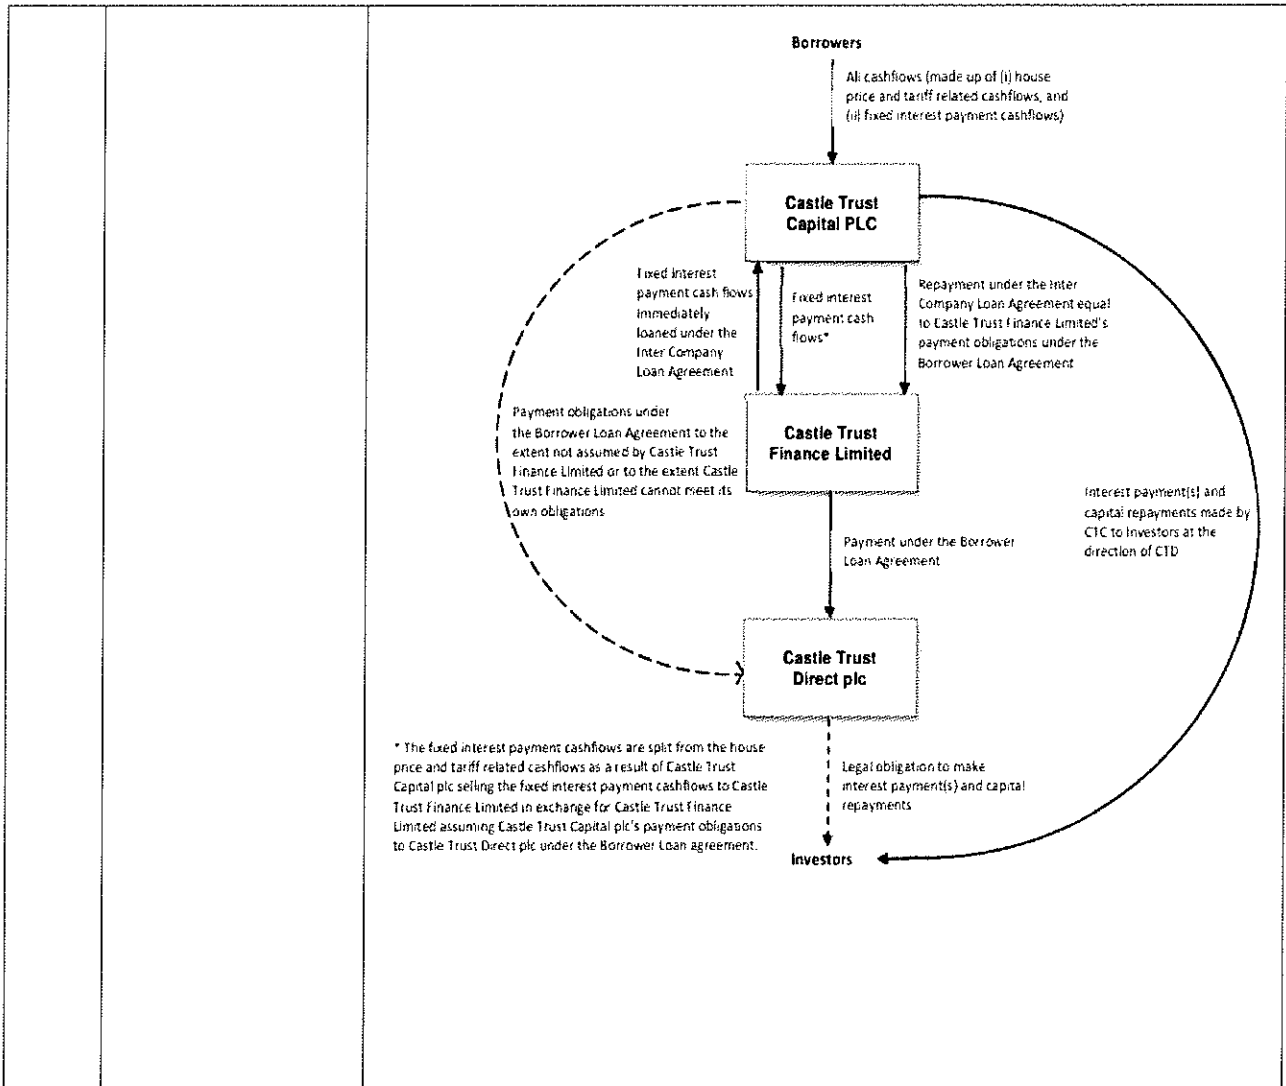 Borrowers
All cashflows (made up of (i) house
price and tariff related cashflows, and
(ii) fixed interest payment cashflows)
Castle Trust
Capital PLC
Fixed Interest
payment cash flows
immediately
loaned under the
Inter Company
Loan Agreement
Fixed interest
payment cash
flows*
Repayment under the Inter
Company Loan Agreement equal
to Castle Trust Finance Limited's
payment obligations under the
Borrower Loan Agreement
Payment obligations under
the Borrower Loan Agreement to the
extent not assumed by Castle Trust
Finance Limited or to the extent Castle
Trust Finance Limited cannot meet its
own obligations
Castle Trust
Finance Limited
Interest payment(s) and
capital repayments made by
CTC to Investors at the
direction of CTD
Payment under the Borrower
Loan Agreement
Castle Trust
Direct plc
* The fixed interest payment cashflows are split from the house
price and tariff related cashflows as a result of Castle Trust
Capital plc selling the fixed interest payment cashflows to Castle
Trust Finance Limited in exchange for Castle Trust Finance
Limited assuming Castle Trust Capital plc's payment obligations
to Castle Trust Direct plc under the Borrower Loan agreement.
Legal obligation to make
interest payment(s) and capital
repayments
Investors